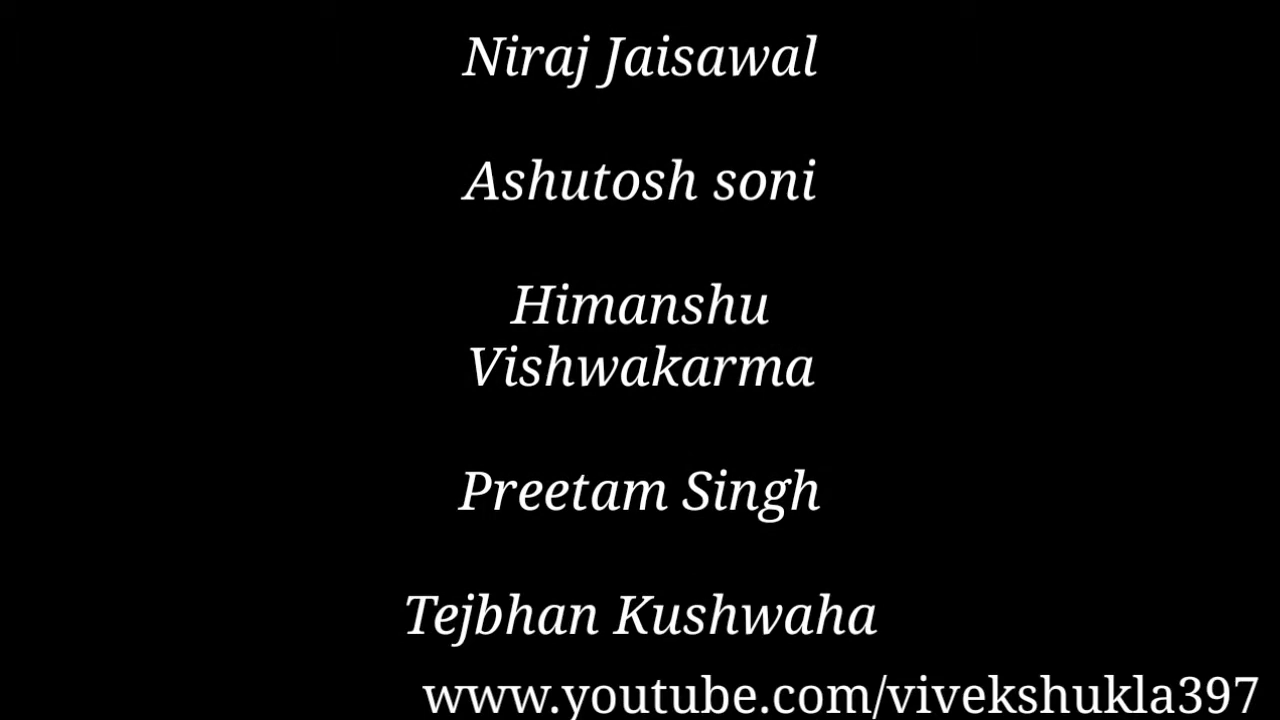 Niraj Jaisawal
Ashutosh soni
Himanshu
Vishwakarma
Preetam Singh
Tejbhan Kushwaha
www.youtube.com/vivekshukla397